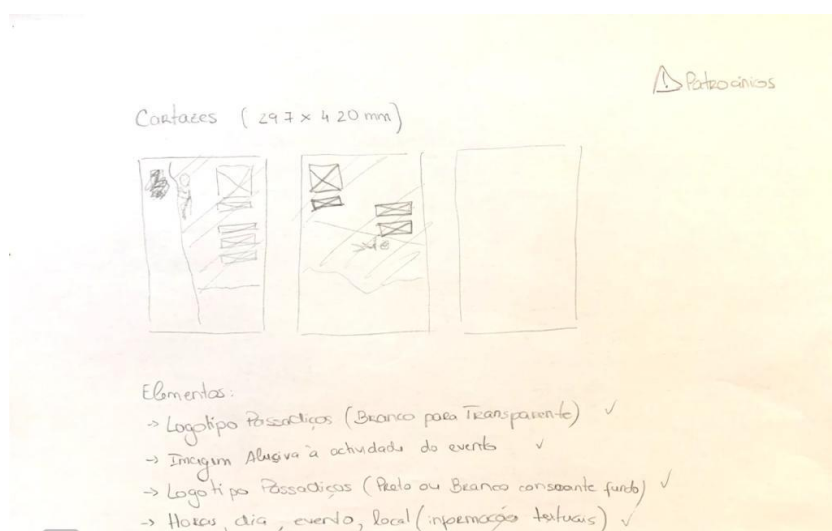 ⚠ Patrocínios
Cartazes (297 x 420 mm)
Elementos:
→ Logotipo Passadiços (Branco para Transparente) ✓
→ Imagem Alusiva à actividade do evento ✓
→ Logotipo Passadiços (Preto ou Branco consoante fundo) ✓
→ Horas, dia, evento, local (informação textuais) ✓